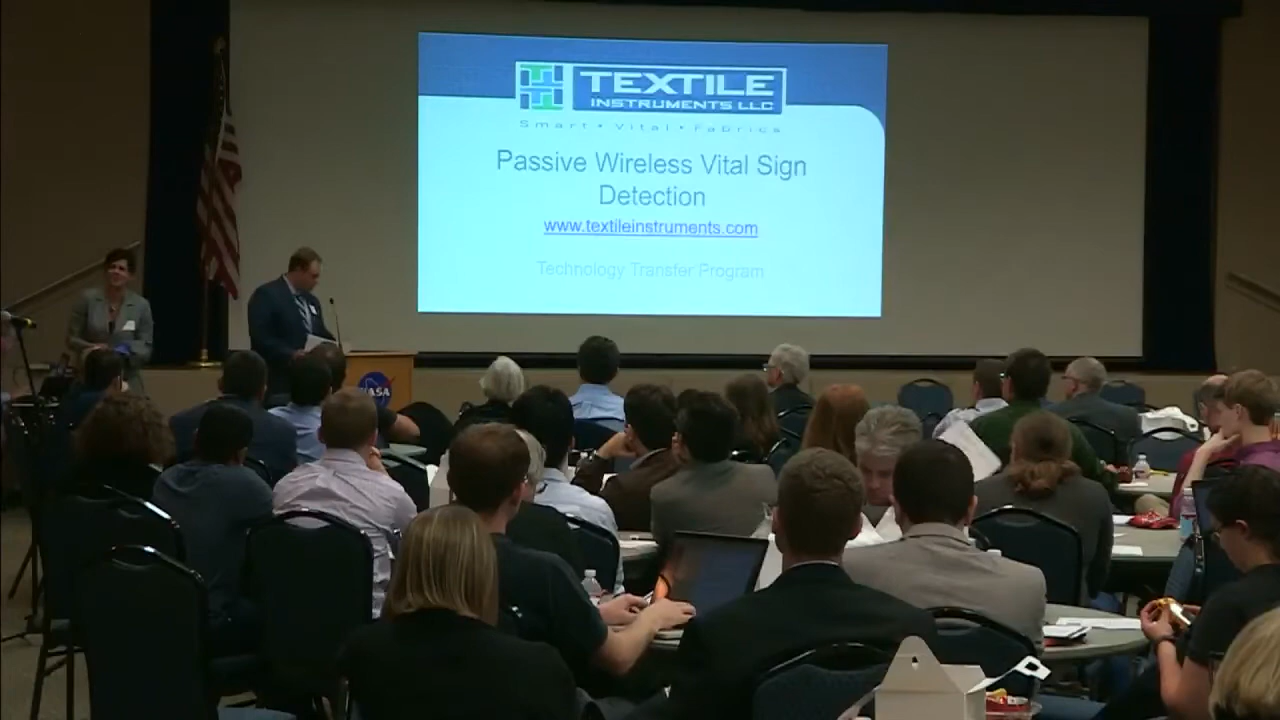 TEXTILE
INSTRUMENTS LLC
Smart • Vital • Fabrics
Passive Wireless Vital Sign
Detection
www.textileinstruments.com
Technology Transfer Program
NASA